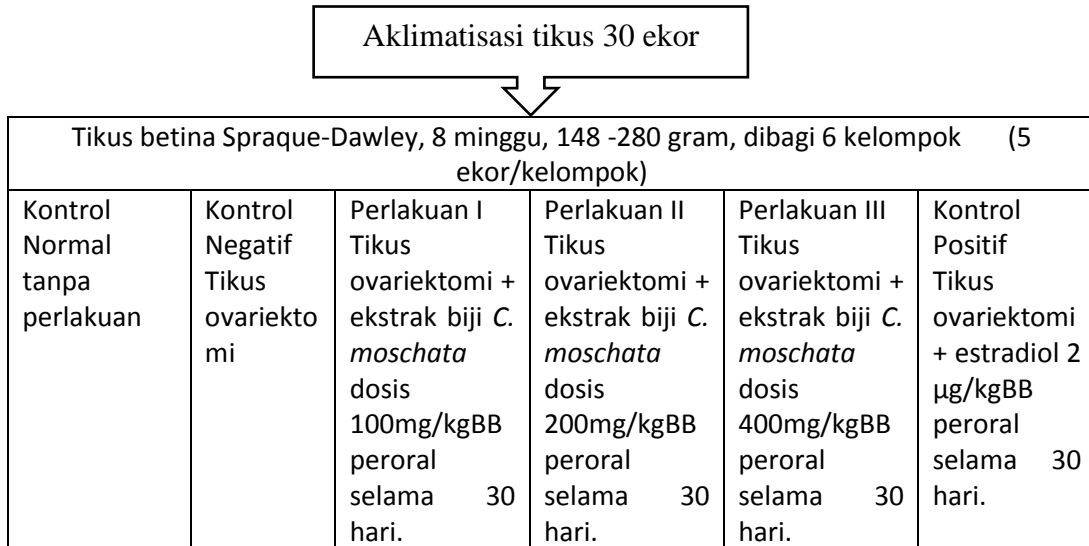 Aklimatisasi tikus 30 ekor
Tikus betina Spraque-Dawley, 8 minggu, 148 -280 gram, dibagi 6 kelompok (5
ekor/kelompok)
Kontrol
Normal
tanpa
perlakuan
Kontrol
Negatif
Tikus
ovariekto
mi
Perlakuan I
Tikus
ovariektomi +
ekstrak biji C.
moschata
dosis
100mg/kgBB
peroral
selama 30
hari.
Perlakuan II
Tikus
ovariektomi +
ekstrak biji C.
moschata
dosis
200mg/kgBB
peroral
selama 30
hari.
Perlakuan III
Tikus
ovariektomi +
ekstrak biji C.
moschata
dosis
400mg/kgBB
peroral
selama 30
hari.
Kontrol
Positif
Tikus
ovariektomi
+ estradiol 2
µg/kgBB
peroral
selama 30
hari.